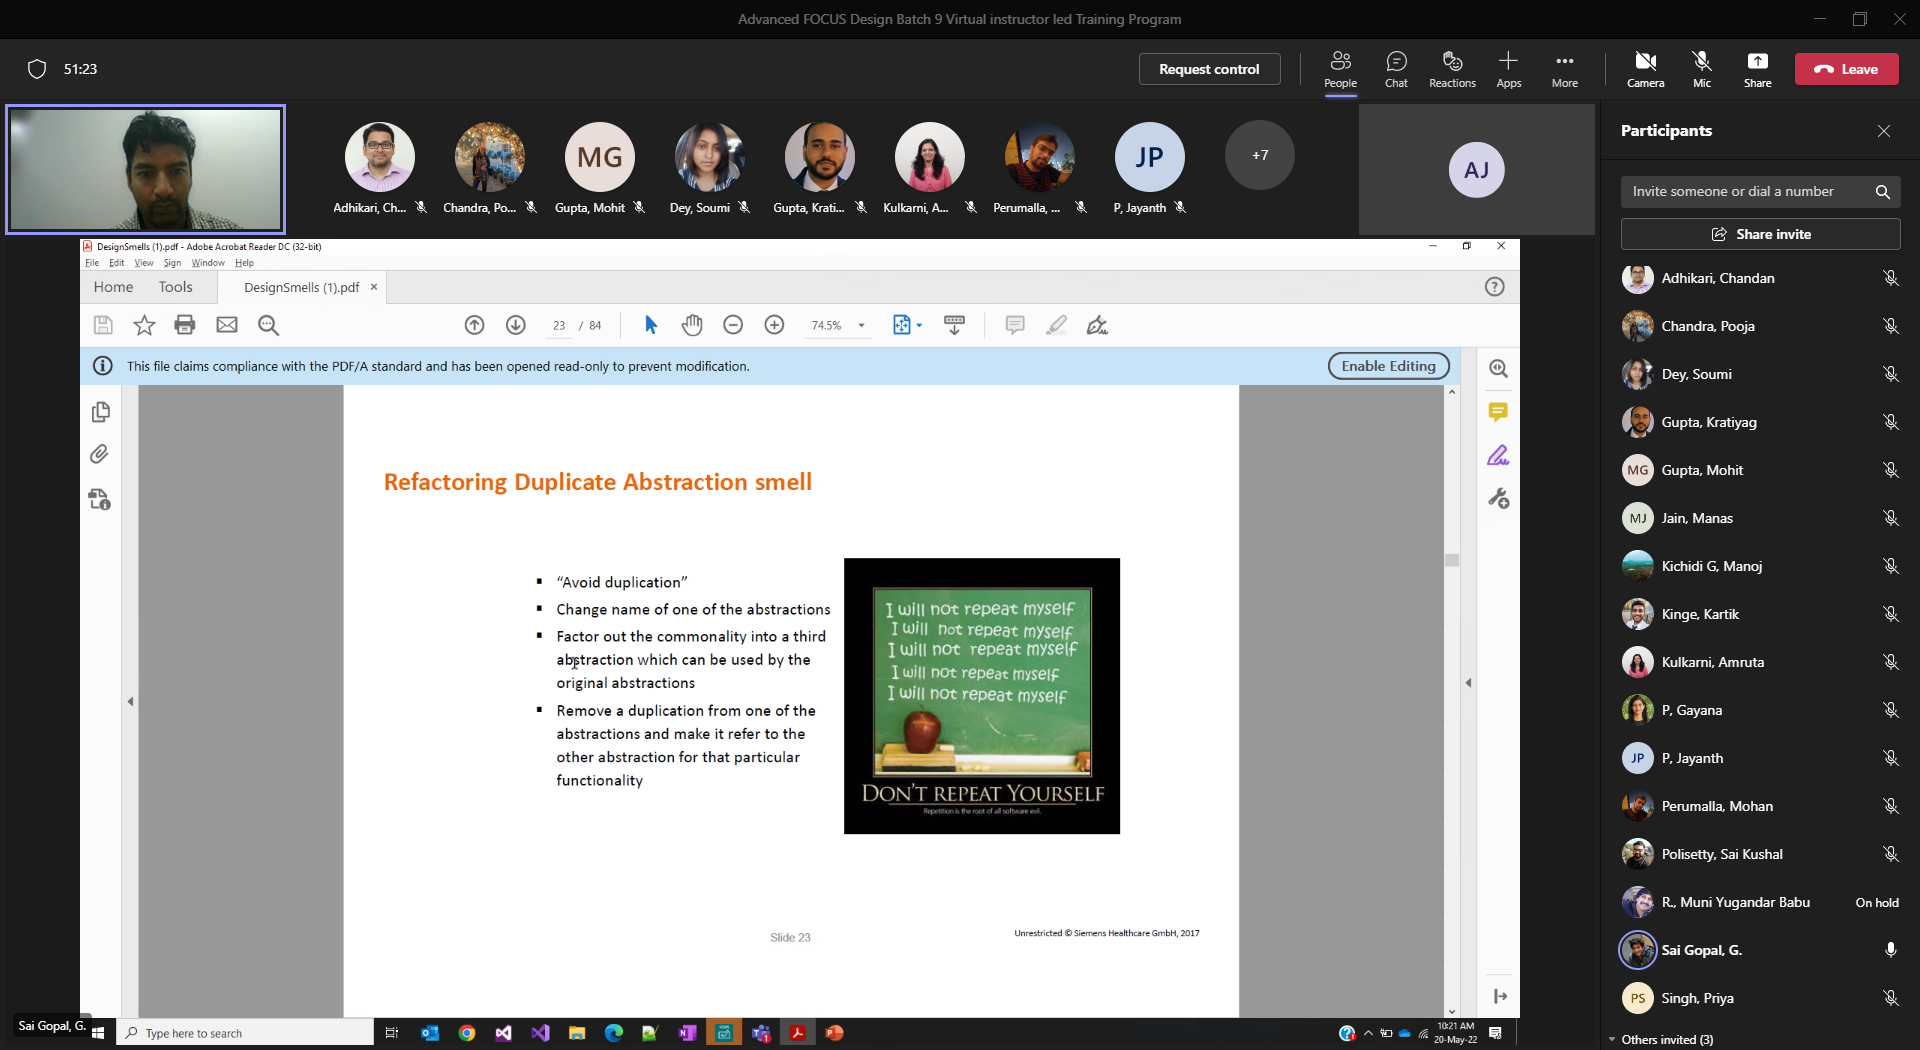 Advanced FOCUS Design Batch 9 Virtual instructor led Training Program
51:23
Request control
People
Chat
Reactions
Apps
More
Camera
Mic
Share
Leave
Adhikari, Ch...
Chandra, Po...
MG
Gupta, Mohit
Dey, Soumi
Gupta, Krati...
Kulkarni, A...
Perumalla, ...
JP
P, Jayanth
+7
AJ
DesignSmells (1).pdf - Adobe Acrobat Reader DC (32-bit)
File Edit View Sign Window Help
Home Tools DesignSmells (1).pdf
23 / 84 74.5%
This file claims compliance with the PDF/A standard and has been opened read-only to prevent modification.
Enable Editing
Refactoring Duplicate Abstraction smell
▪ “Avoid duplication”
▪ Change name of one of the abstractions
▪ Factor out the commonality into a third
abstraction which can be used by the
original abstractions
▪ Remove a duplication from one of the
abstractions and make it refer to the
other abstraction for that particular
functionality
I will not repeat myself
I will not repeat myself
I will not repeat myself
I will not repeat myself
I will not repeat myself
DON'T REPEAT YOURSELF
Repetition is the root of all software evil.
Slide 23
Unrestricted © Siemens Healthcare GmbH, 2017
Sai Gopal, G.
Type here to search
10:21 AM
20-May-22
Participants
Invite someone or dial a number
Share invite
Adhikari, Chandan
Chandra, Pooja
Dey, Soumi
Gupta, Kratiyag
MG Gupta, Mohit
MJ Jain, Manas
Kichidi G, Manoj
Kinge, Kartik
Kulkarni, Amruta
P, Gayana
JP P, Jayanth
Perumalla, Mohan
Polisetty, Sai Kushal
R., Muni Yugandar Babu On hold
Sai Gopal, G.
PS Singh, Priya
Others invited (3)